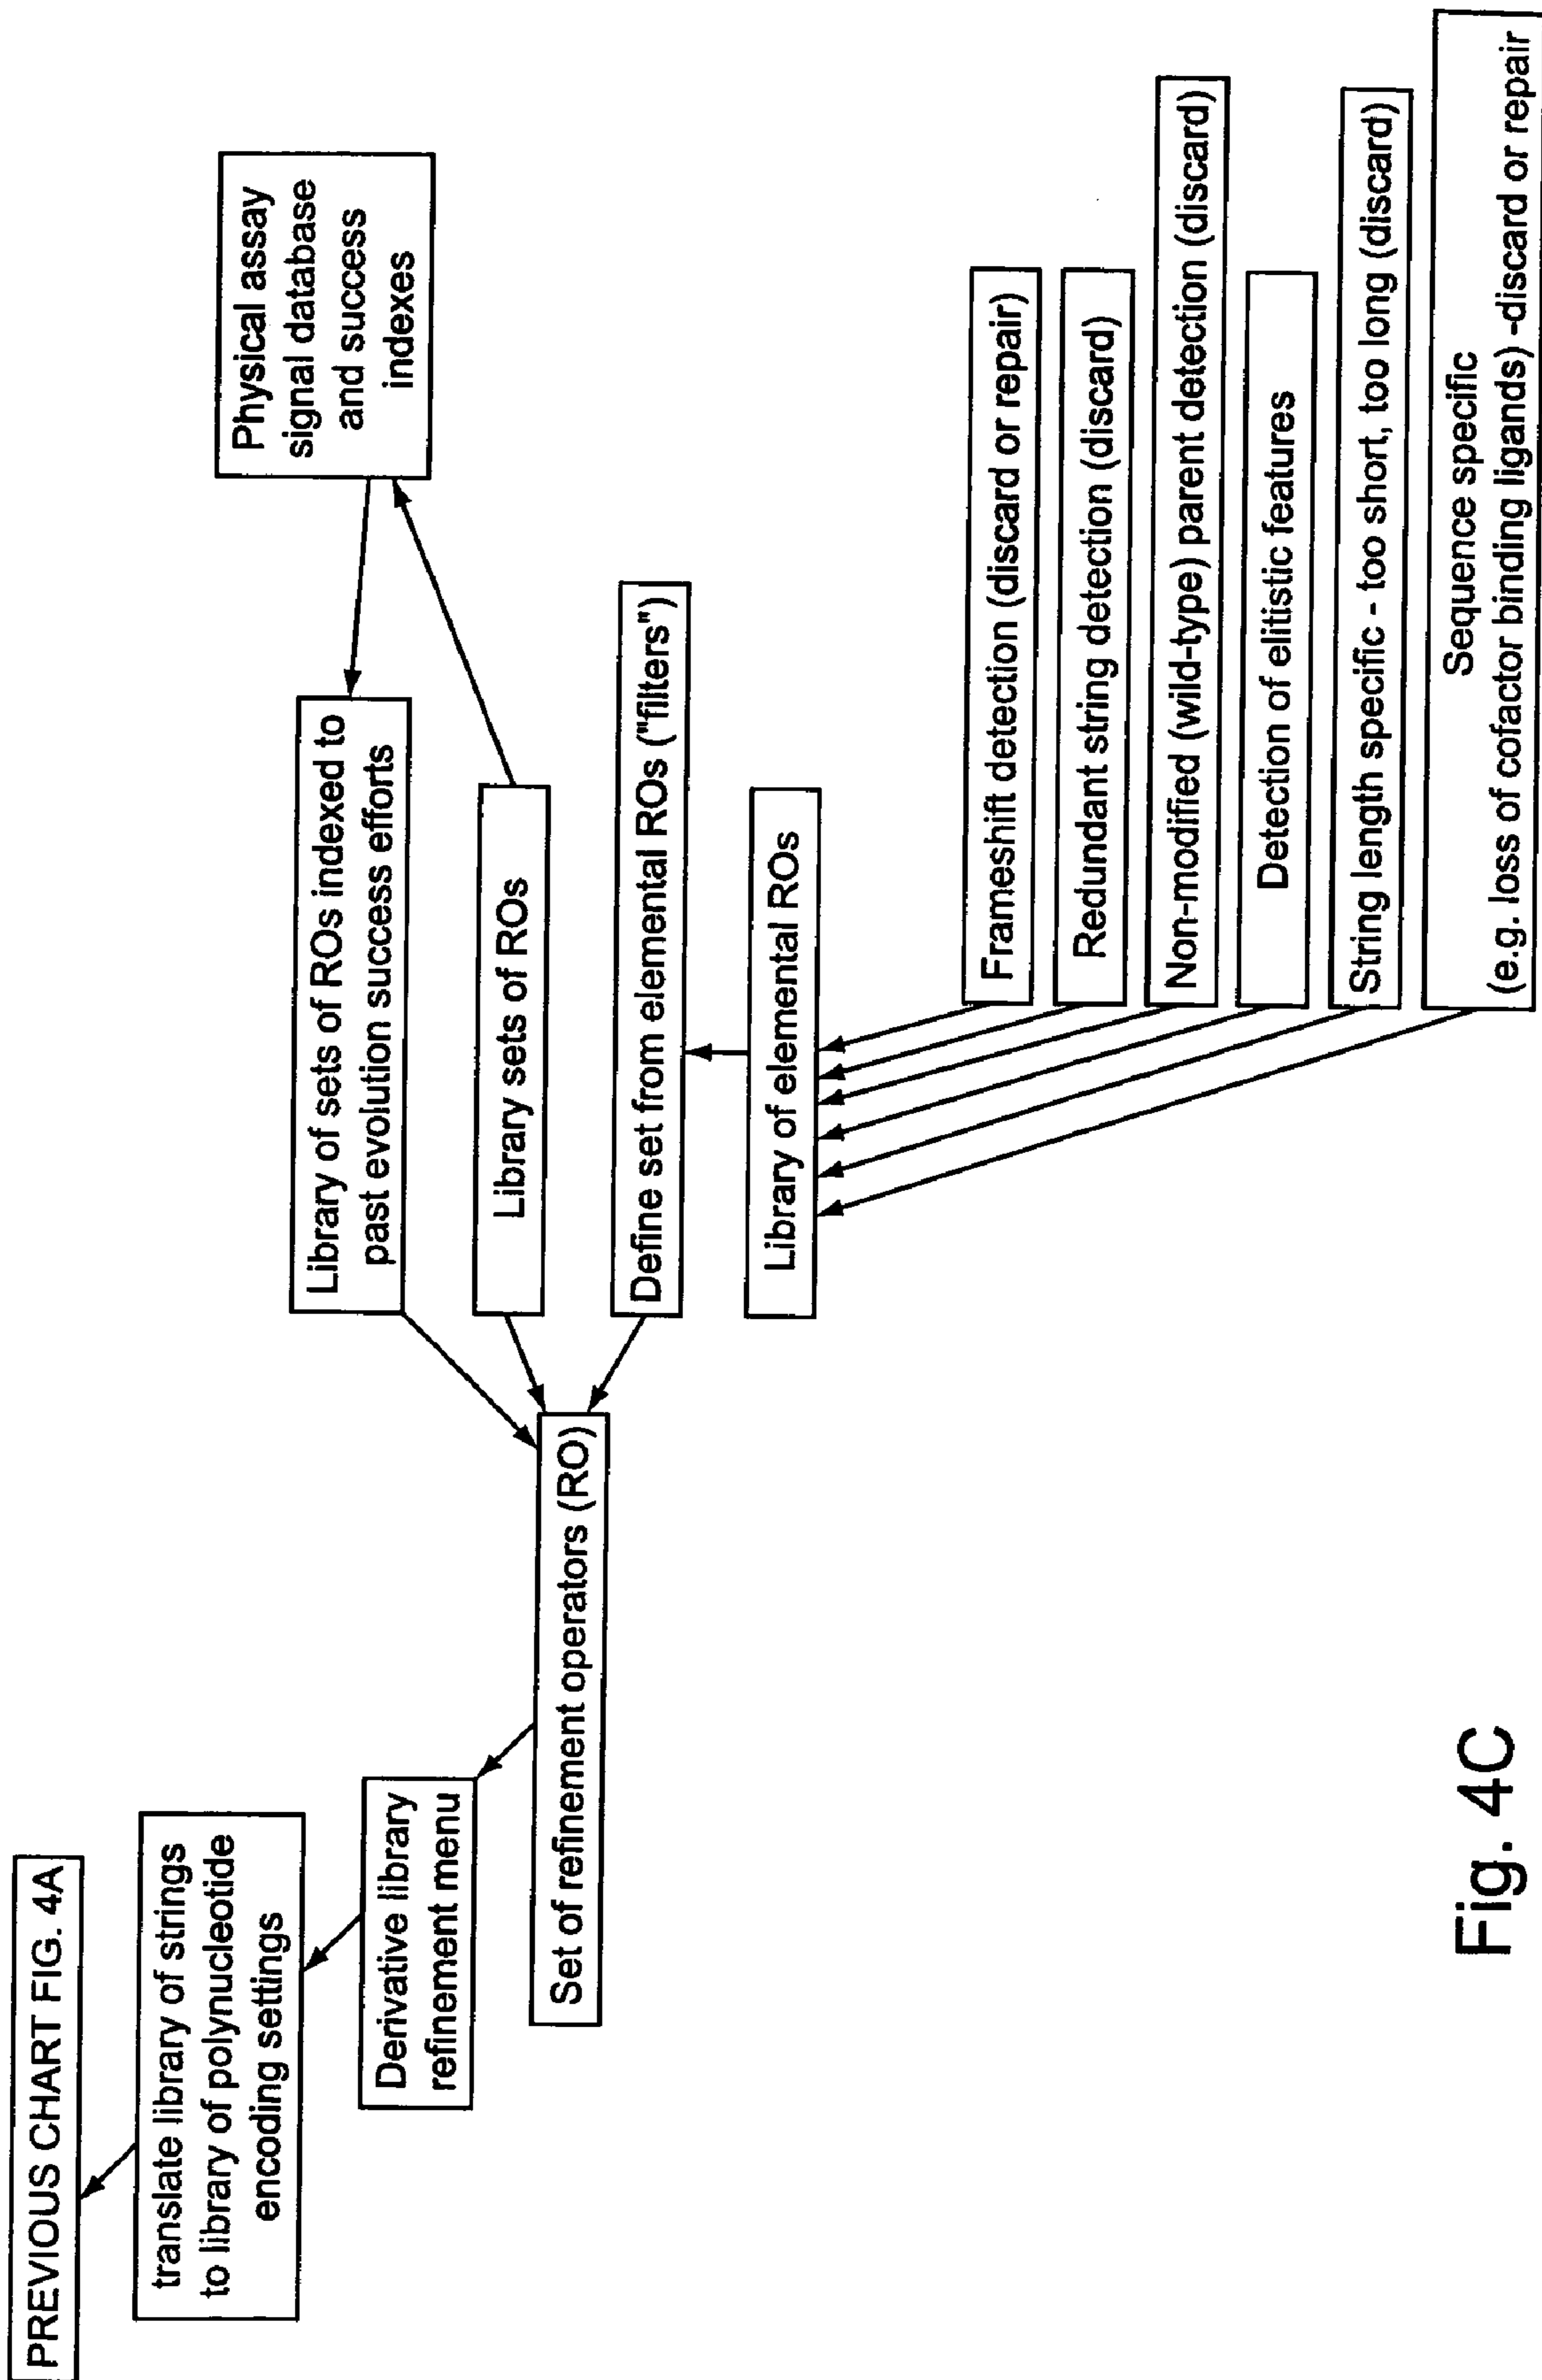 PREVIOUS CHART FIG. 4A
translate library of strings
to library of polynucleotide
encoding settings
Derivative library
refinement menu
Set of refinement operators (RO)
Library of sets of ROs indexed to
past evolution success efforts
Physical assay
signal database
and success
indexes
Library sets of ROs
Define set from elemental ROs ("filters")
Library of elemental ROs
Frameshift detection (discard or repair)
Redundant string detection (discard)
Non-modified (wild-type) parent detection (discard)
Detection of elitistic features
String length specific - too short, too long (discard)
Sequence specific
(e.g. loss of cofactor binding ligands) -discard or repair
Fig. 4C